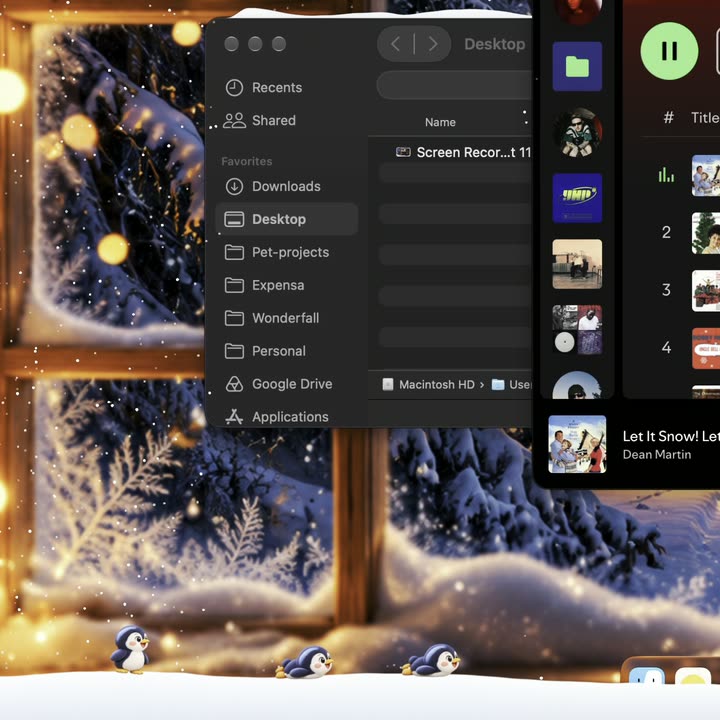 Desktop
Recents
Shared
Name
Favorites
Screen Recor...t 11
Downloads
Desktop
Pet-projects
Expensa
Wonderfall
Personal
Google Drive
Macintosh HD › Use
Applications
# Title
2
3
4
Let It Snow! Let
Dean Martin